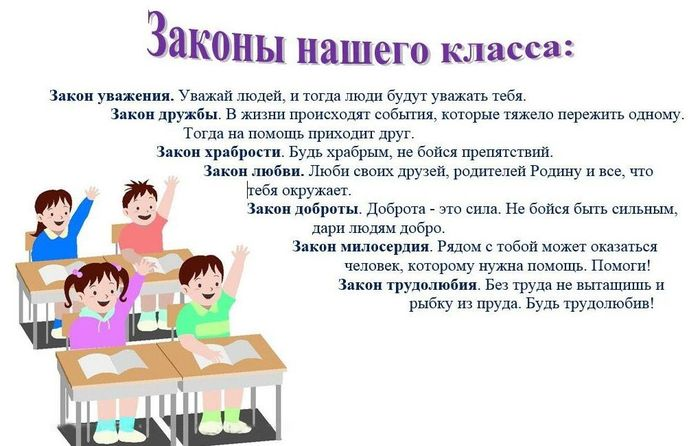 Законы нашего класса:
Закон уважения. Уважай людей, и тогда люди будут уважать тебя.
Закон дружбы. В жизни происходят события, которые тяжело пережить одному.
Тогда на помощь приходит друг.
Закон храбрости. Будь храбрым, не бойся препятствий.
Закон любви. Люби своих друзей, родителей Родину и все, что
тебя окружает.
Закон доброты. Доброта - это сила. Не бойся быть сильным,
дари людям добро.
Закон милосердия. Рядом с тобой может оказаться
человек, которому нужна помощь. Помоги!
Закон трудолюбия. Без труда не вытащишь и
рыбку из пруда. Будь трудолюбив!